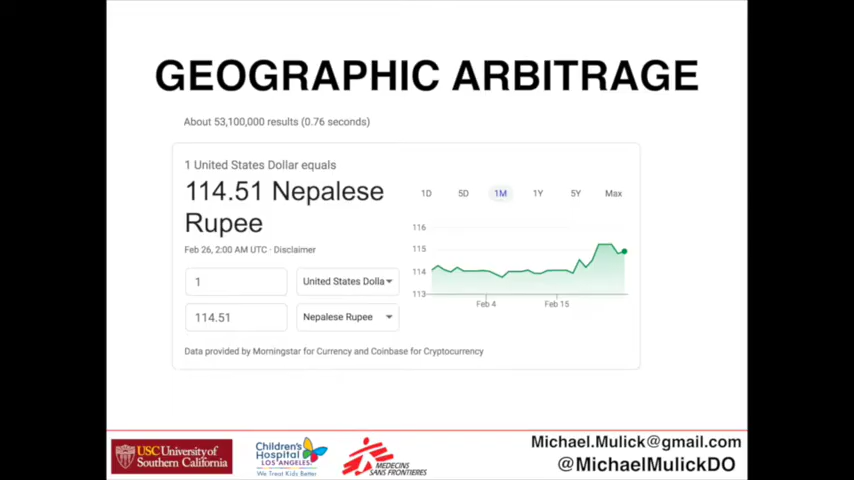 GEOGRAPHIC ARBITRAGE
About 53,100,000 results (0.76 seconds)
1 United States Dollar equals
114.51 Nepalese
Rupee
Feb 26, 2:00 AM UTC · Disclaimer
1 United States Dolla
114.51 Nepalese Rupee
1D 5D 1M 1Y 5Y Max
116
115
114
113
Feb 4 Feb 15
Data provided by Morningstar for Currency and Coinbase for Cryptocurrency
USC University of
Southern California
Children's
Hospital
LOS ANGELES
We Treat Kids Better
MEDECINS
SANS FRONTIERES
Michael.Mulick@gmail.com
@MichaelMulickDO